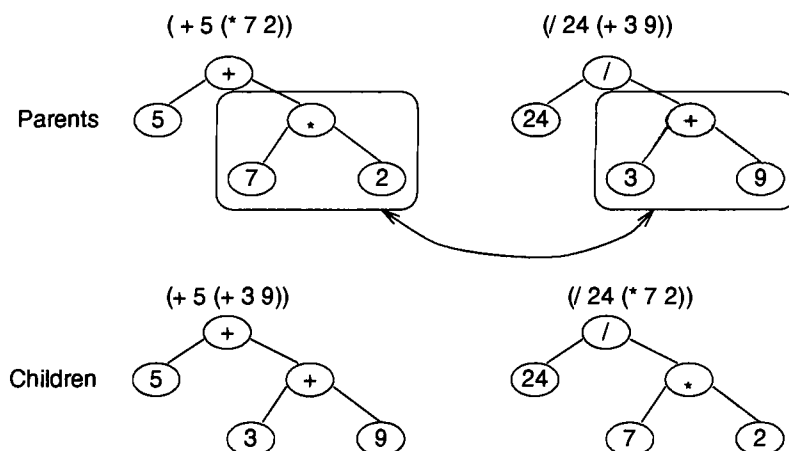 ( + 5 (* 7 2)) (/ 24 (+ 3 9))
+ /
Parents 5 * 24 +
7 2 3 9
(+ 5 (+ 3 9)) (/ 24 (* 7 2))
+ /
Children 5 + 24 *
3 9 7 2